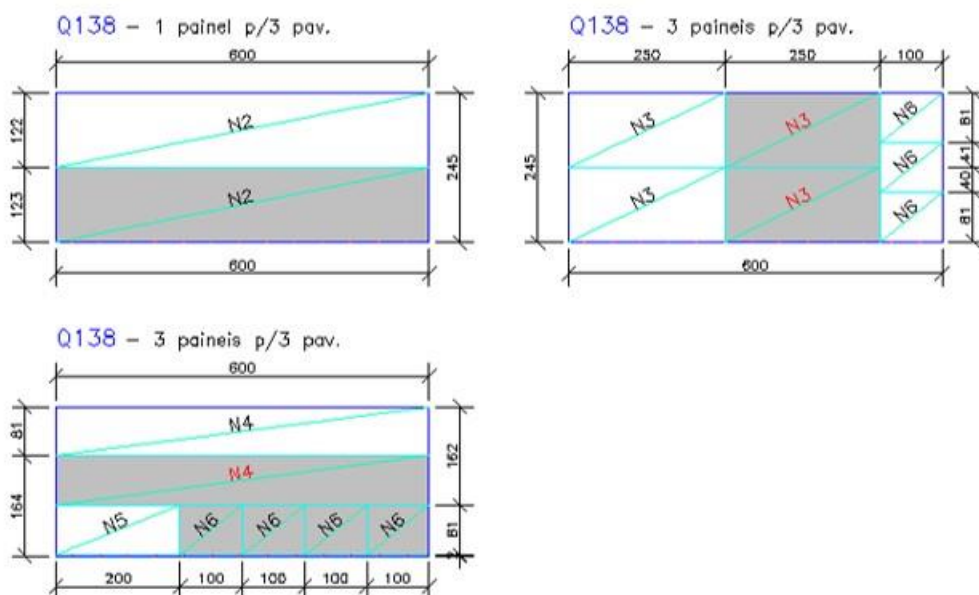 Q138 - 1 painel p/3 pav.
600
122
N2
123
N2
245
600
Q138 - 3 paineis p/3 pav.
250 250 100
245
N3 N3 N6
N6
N3 N3 N6
81
41
40
81
600
Q138 - 3 paineis p/3 pav.
600
81
N4
164
N4
162
N5 N6 N6 N6 N6
81
200 100 100 100 100